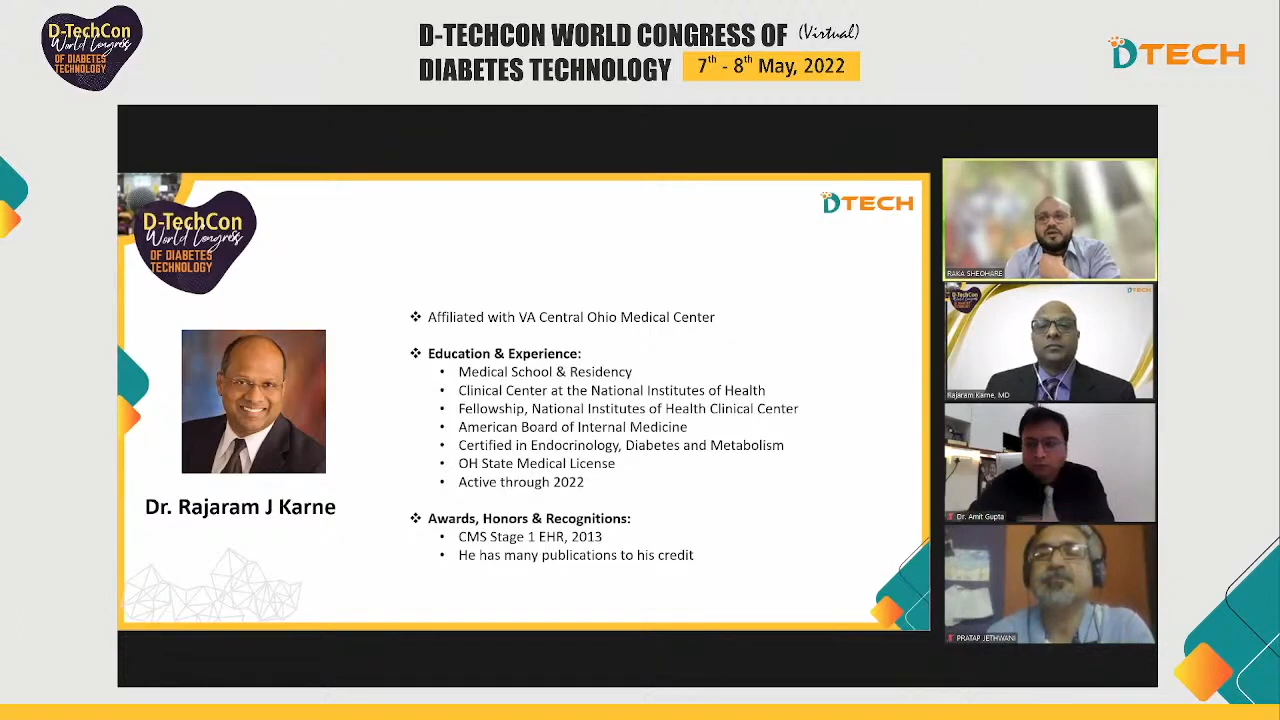 D-TechCon
World Congress
OF DIABETES
TECHNOLOGY
D-TECHCON WORLD CONGRESS OF (Virtual)
DIABETES TECHNOLOGY 7th - 8th May, 2022
DTECH
D-TechCon
World Congress
OF DIABETES
TECHNOLOGY
DTECH
❖ Affiliated with VA Central Ohio Medical Center
❖ Education & Experience:
• Medical School & Residency
• Clinical Center at the National Institutes of Health
• Fellowship, National Institutes of Health Clinical Center
• American Board of Internal Medicine
• Certified in Endocrinology, Diabetes and Metabolism
• OH State Medical License
• Active through 2022
Dr. Rajaram J Karne
❖ Awards, Honors & Recognitions:
• CMS Stage 1 EHR, 2013
• He has many publications to his credit
RAKA SHEOHARE
D-TechCon
DTECH
Rajaram Karne, MD
Dr. Amit Gupta
PRATAP JETHWANI